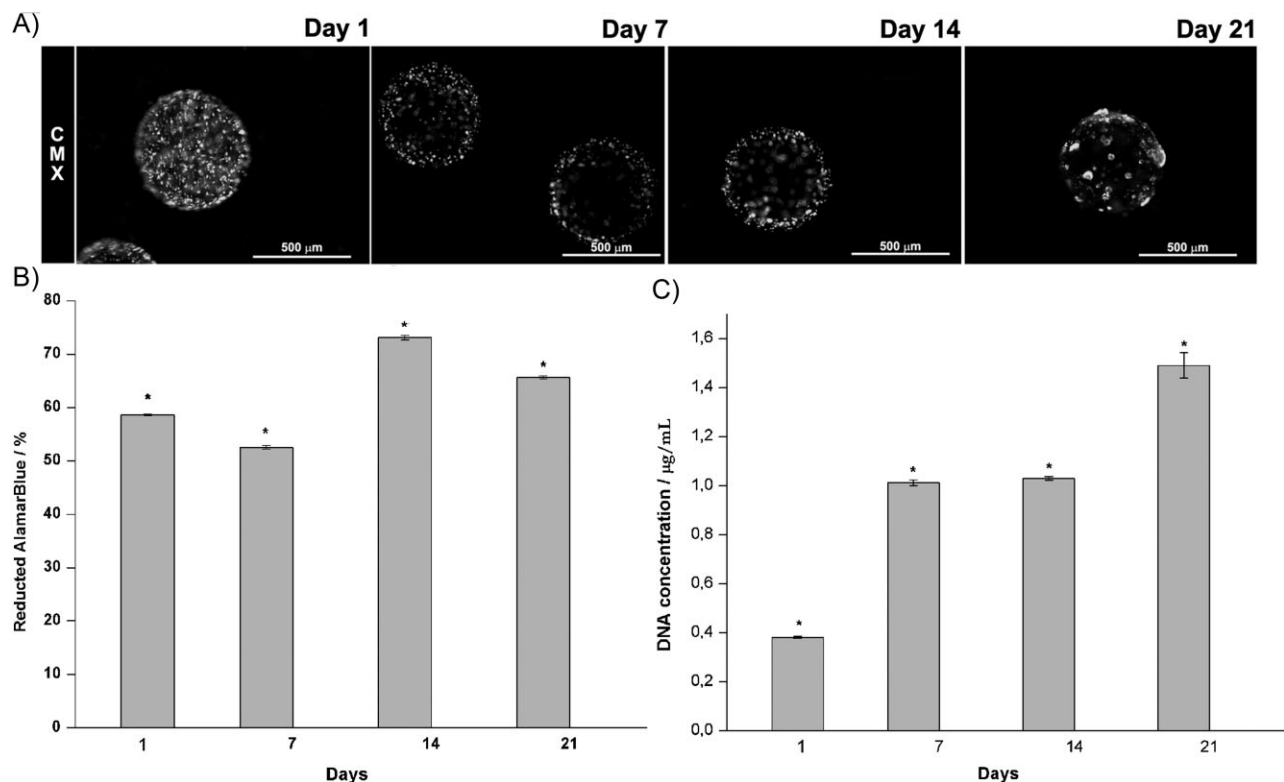 A)
Day 1
Day 7
Day 14
Day 21
C
M
X
500 μm
500 μm
500 μm
500 μm
B)
80
70
60
50
40
30
20
10
0
Reducted AlamarBlue / %
*
*
*
*
1
7
14
21
Days
C)
1,6
1,4
1,2
1,0
0,8
0,6
0,4
0,2
0,0
DNA concentration / μg/mL
*
*
*
*
1
7
14
21
Days